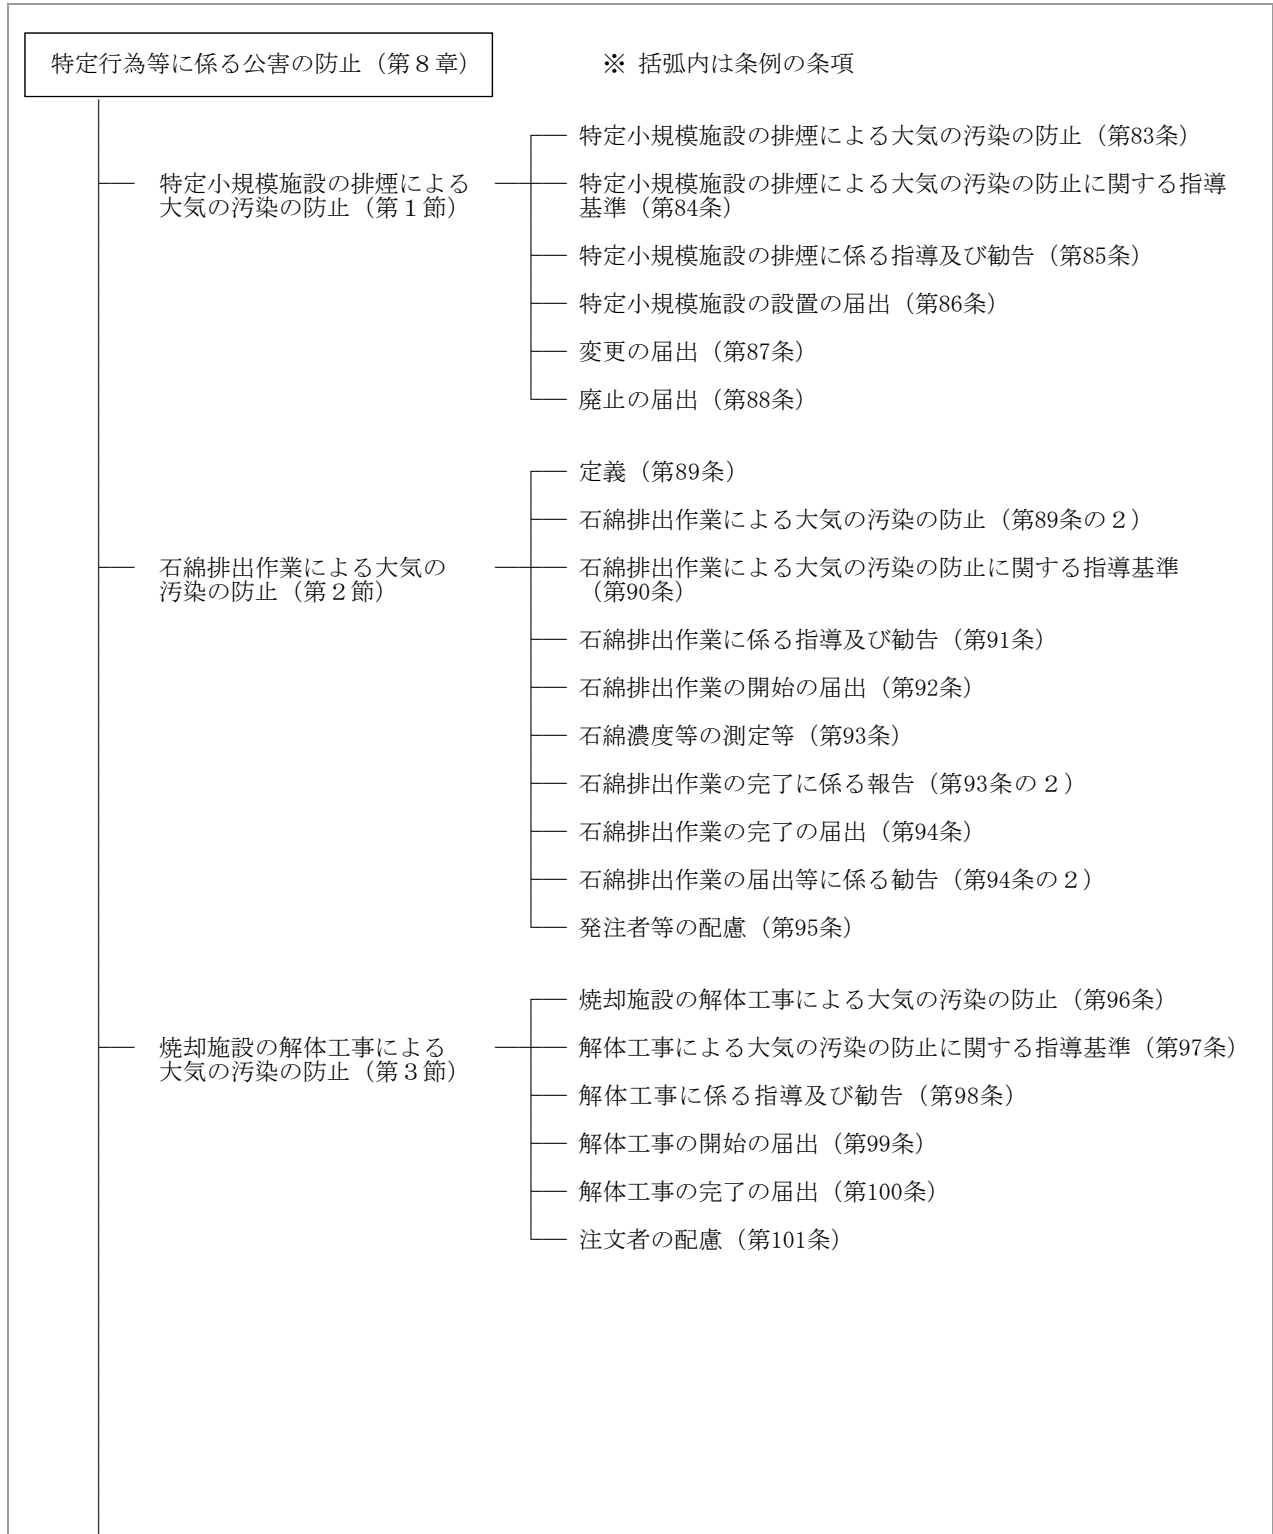 特定行為等に係る公害の防止（第８章）
※ 括弧内は条例の条項
特定小規模施設の排煙による
大気の汚染の防止（第１節）
特定小規模施設の排煙による大気の汚染の防止（第83条）
特定小規模施設の排煙による大気の汚染の防止に関する指導
基準（第84条）
特定小規模施設の排煙に係る指導及び勧告（第85条）
特定小規模施設の設置の届出（第86条）
変更の届出（第87条）
廃止の届出（第88条）
石綿排出作業による大気の
汚染の防止（第２節）
定義（第89条）
石綿排出作業による大気の汚染の防止（第89条の２）
石綿排出作業による大気の汚染の防止に関する指導基準
（第90条）
石綿排出作業に係る指導及び勧告（第91条）
石綿排出作業の開始の届出（第92条）
石綿濃度等の測定等（第93条）
石綿排出作業の完了に係る報告（第93条の２）
石綿排出作業の完了の届出（第94条）
石綿排出作業の届出等に係る勧告（第94条の２）
発注者等の配慮（第95条）
焼却施設の解体工事による
大気の汚染の防止（第３節）
焼却施設の解体工事による大気の汚染の防止（第96条）
解体工事による大気の汚染の防止に関する指導基準（第97条）
解体工事に係る指導及び勧告（第98条）
解体工事の開始の届出（第99条）
解体工事の完了の届出（第100条）
注文者の配慮（第101条）